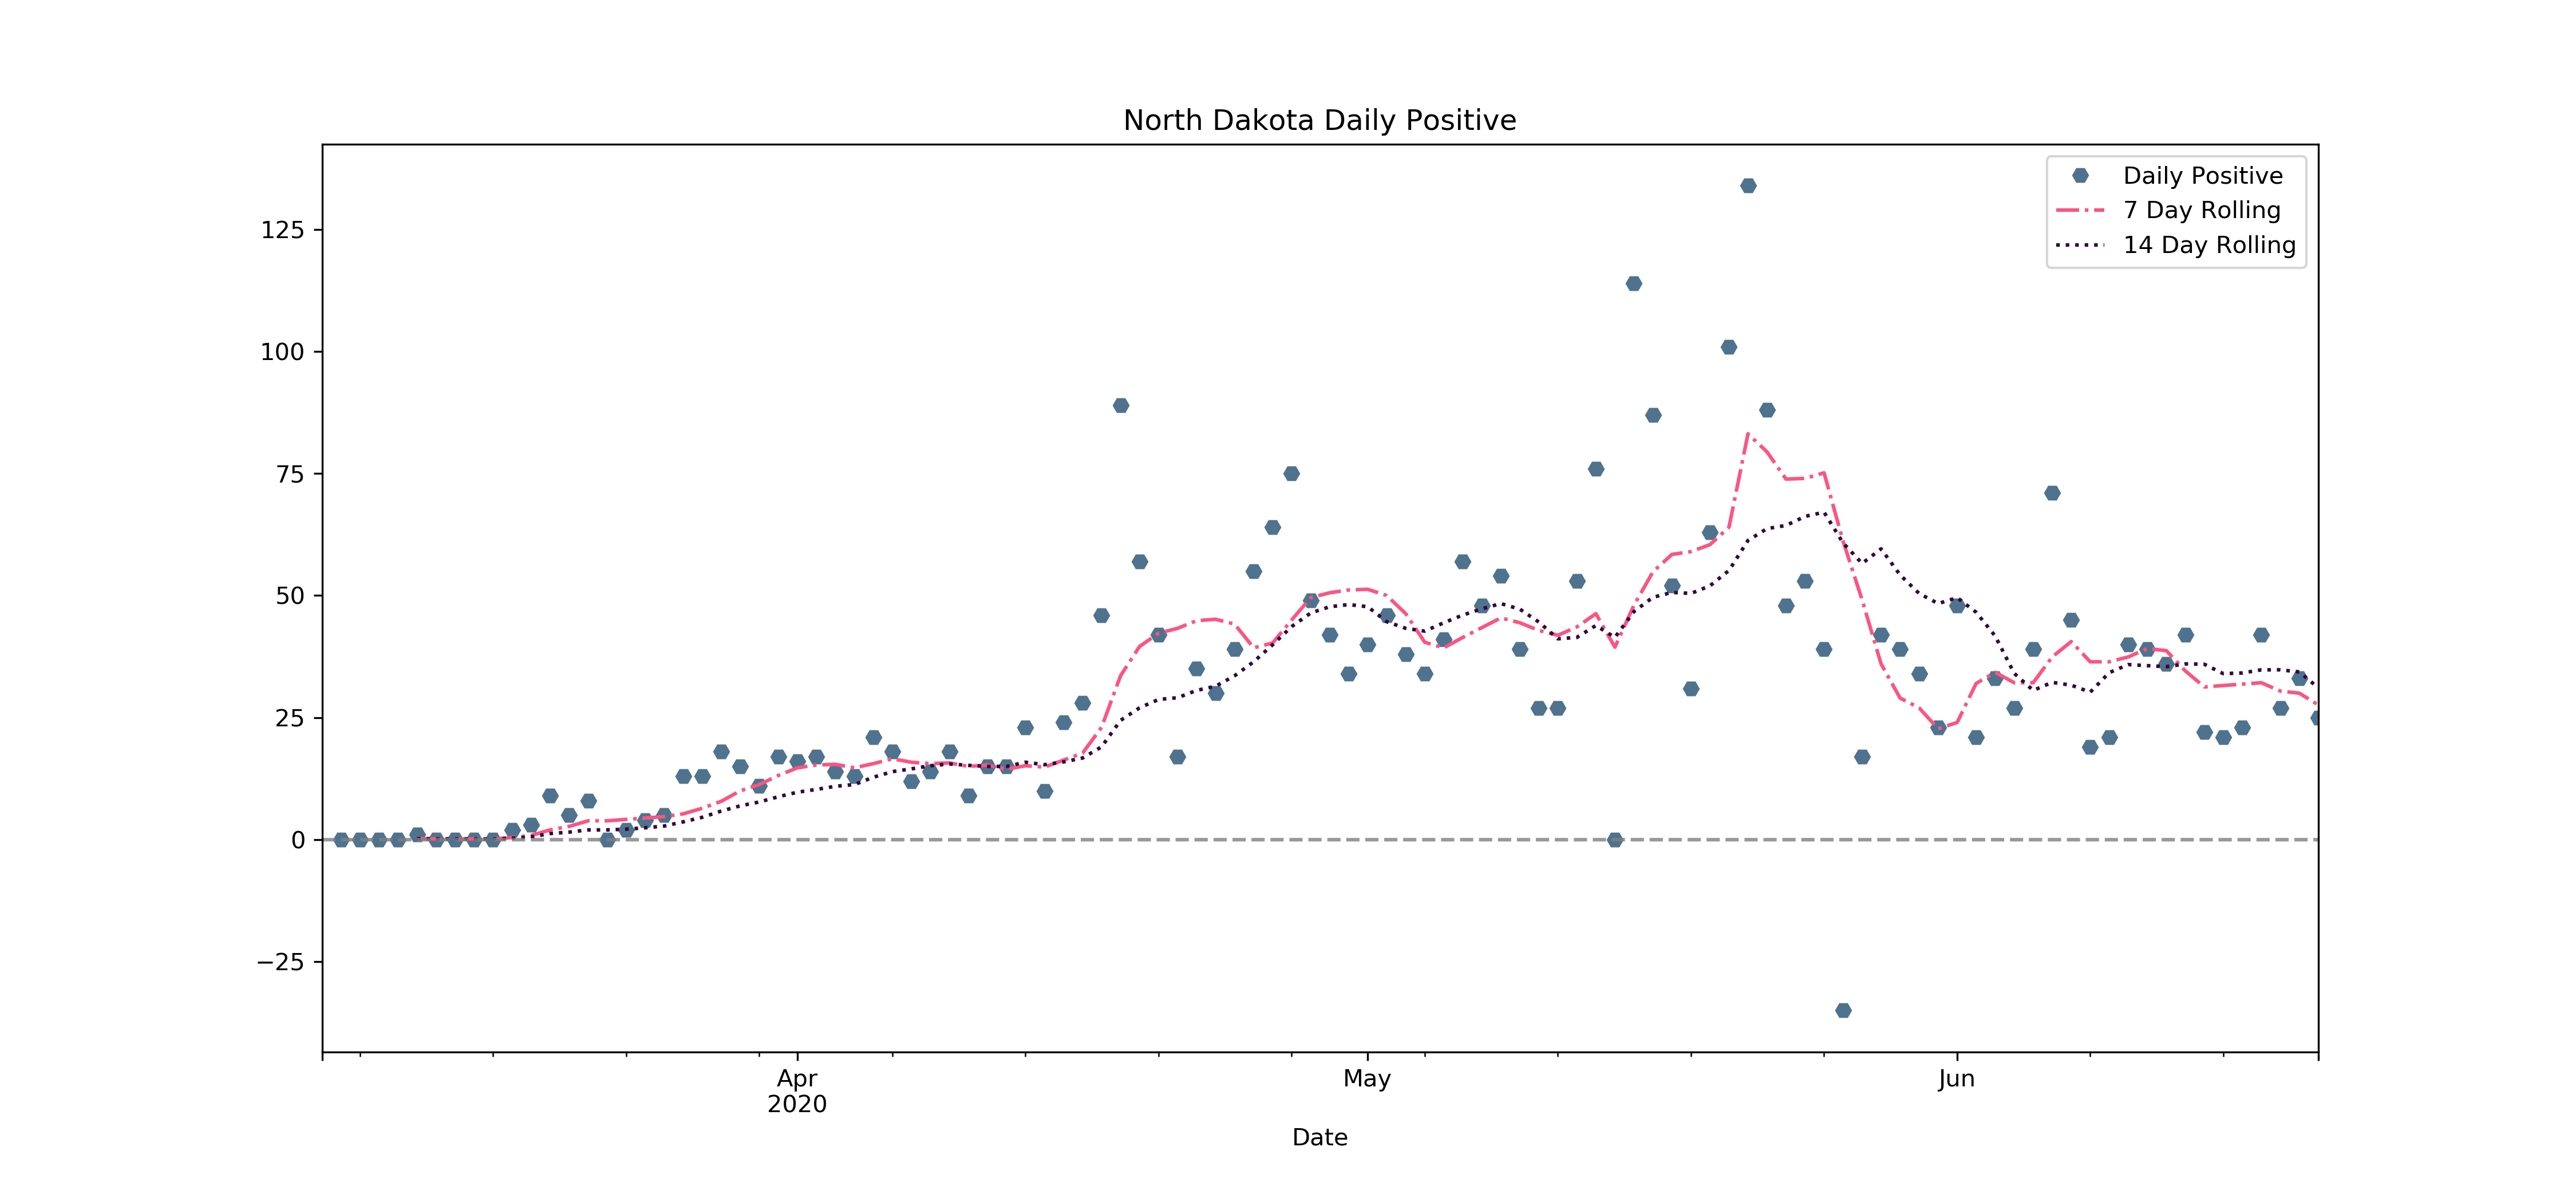 North Dakota Daily Positive
Daily Positive
7 Day Rolling
14 Day Rolling
125
100
75
50
25
0
−25
Apr
2020
May
Jun
Date